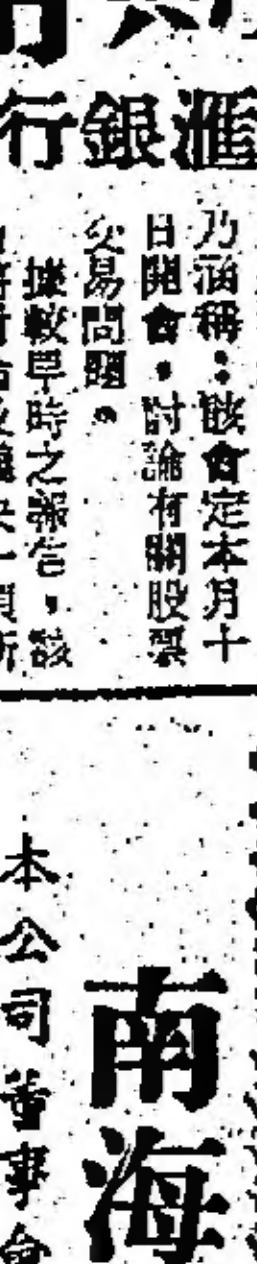 滙銀行
乃函稱：該會定本月十
日開會，討論有關股票
交易問題。
據較早時之報告，該
南海
本公司董事會